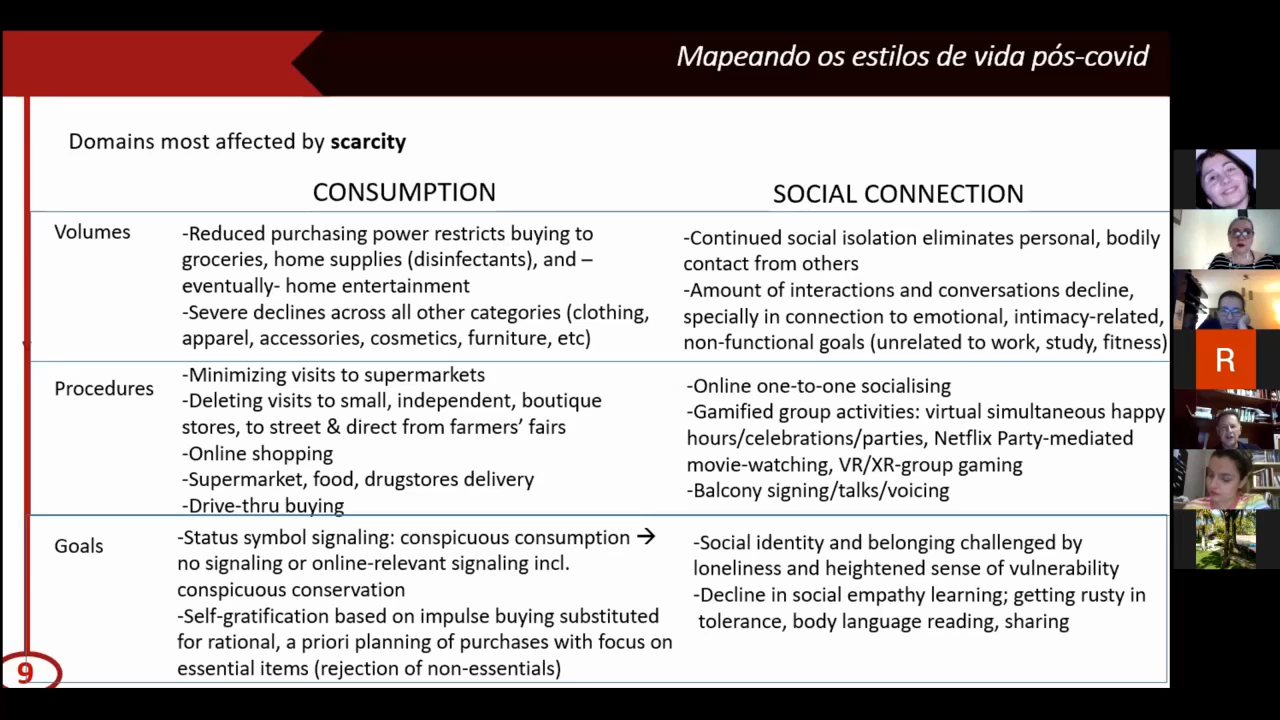 Mapeando os estilos de vida pós-covid
Domains most affected by scarcity
CONSUMPTION
SOCIAL CONNECTION
Volumes
-Reduced purchasing power restricts buying to
groceries, home supplies (disinfectants), and –
eventually- home entertainment
-Severe declines across all other categories (clothing,
apparel, accessories, cosmetics, furniture, etc)
-Continued social isolation eliminates personal, bodily
contact from others
-Amount of interactions and conversations decline,
specially in connection to emotional, intimacy-related,
non-functional goals (unrelated to work, study, fitness)
Procedures
-Minimizing visits to supermarkets
-Deleting visits to small, independent, boutique
stores, to street & direct from farmers’ fairs
-Online shopping
-Supermarket, food, drugstores delivery
-Drive-thru buying
-Online one-to-one socialising
-Gamified group activities: virtual simultaneous happy
hours/celebrations/parties, Netflix Party-mediated
movie-watching, VR/XR-group gaming
-Balcony signing/talks/voicing
Goals
-Status symbol signaling: conspicuous consumption →
no signaling or online-relevant signaling incl.
conspicuous conservation
-Self-gratification based on impulse buying substituted
for rational, a priori planning of purchases with focus on
essential items (rejection of non-essentials)
-Social identity and belonging challenged by
loneliness and heightened sense of vulnerability
-Decline in social empathy learning; getting rusty in
tolerance, body language reading, sharing
9
R